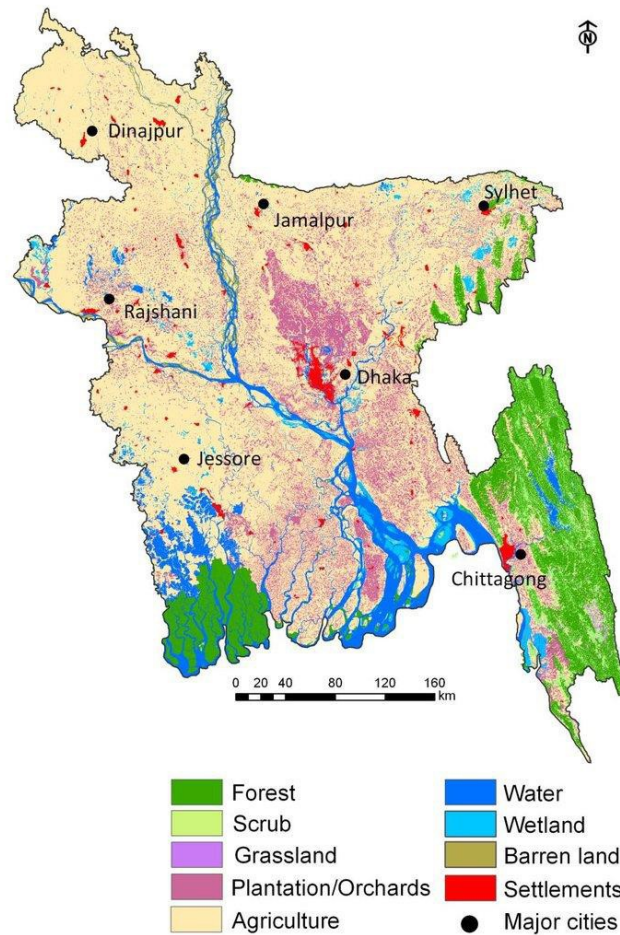 N
Dinajpur
Sylhet
Jamalpur
Rajshani
Dhaka
Jessore
Chittagong
0 20 40 80 120 160
km
Forest
Water
Scrub
Wetland
Grassland
Barren land
Plantation/Orchards
Settlements
Agriculture
Major cities